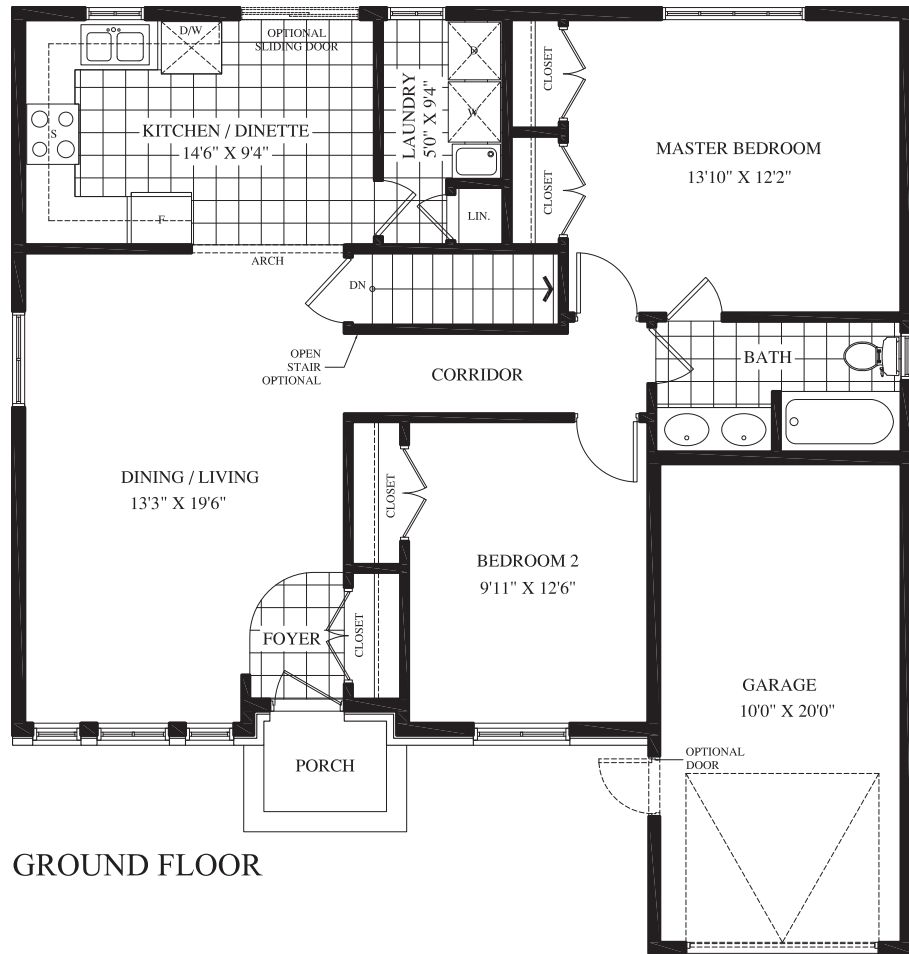 D/W
OPTIONAL
SLIDING DOOR
S
KITCHEN / DINETTE
14'6" X 9'4"
F
LAUNDRY
5'0" X 9'4"
D
W
LIN.
CLOSET
CLOSET
MASTER BEDROOM
13'10" X 12'2"
ARCH
DN
OPEN
STAIR
OPTIONAL
CORRIDOR
BATH
DINING / LIVING
13'3" X 19'6"
CLOSET
BEDROOM 2
9'11" X 12'6"
FOYER
CLOSET
GARAGE
10'0" X 20'0"
PORCH
OPTIONAL
DOOR
GROUND FLOOR